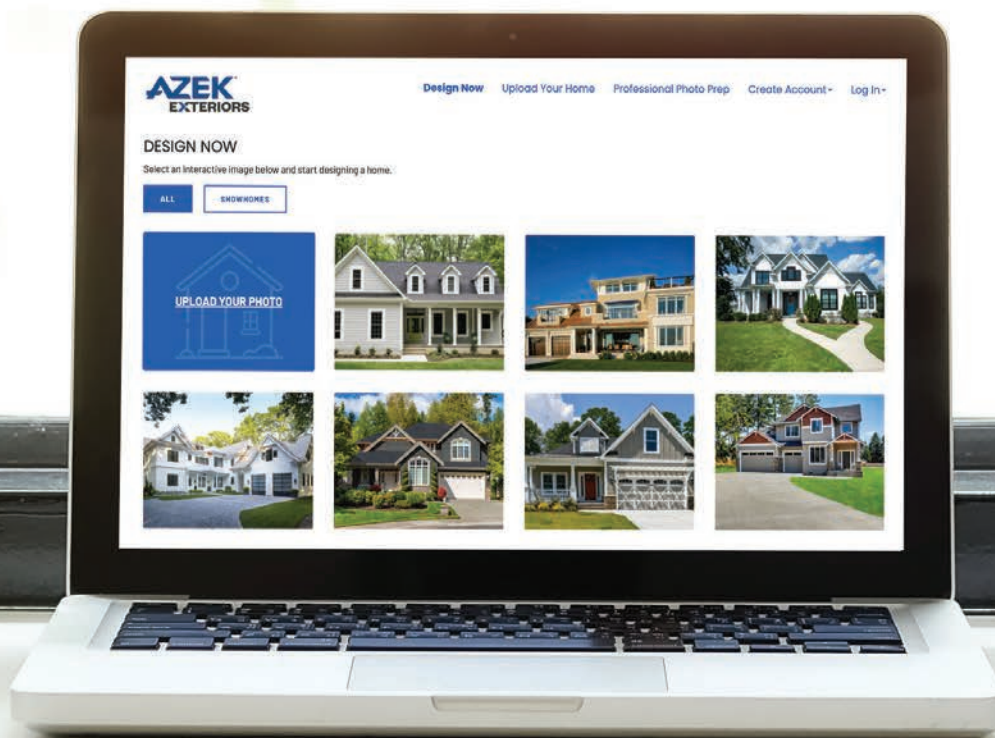 AZEK
EXTERIORS
Design Now Upload Your Home Professional Photo Prep Create Account Log In
DESIGN NOW
Select an interactive image below and start designing a home.
ALL SHOWHOMES
UPLOAD YOUR PHOTO